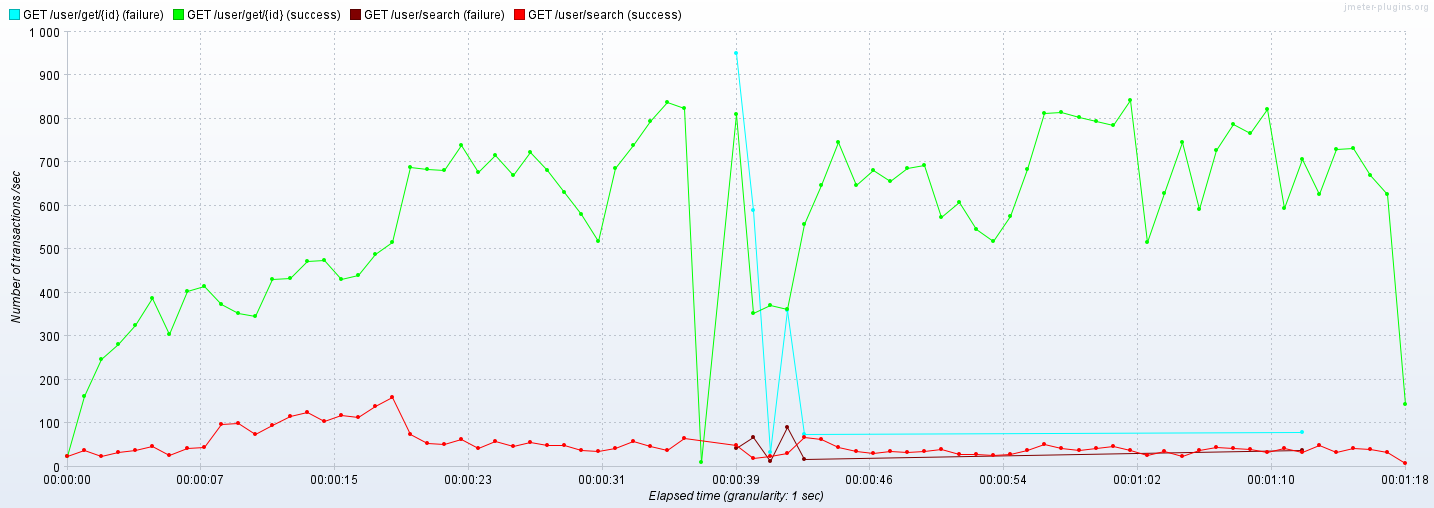 GET /user/get/{id} (failure) GET /user/get/{id} (success) GET /user/search (failure) GET /user/search (success)
jmeter-plugins.org
1 000
900
800
700
600
500
400
300
200
100
0
Number of transactions/sec
00:00:00 00:00:07 00:00:15 00:00:23 00:00:31 00:00:39 00:00:46 00:00:54 00:01:02 00:01:10 00:01:18
Elapsed time (granularity: 1 sec)